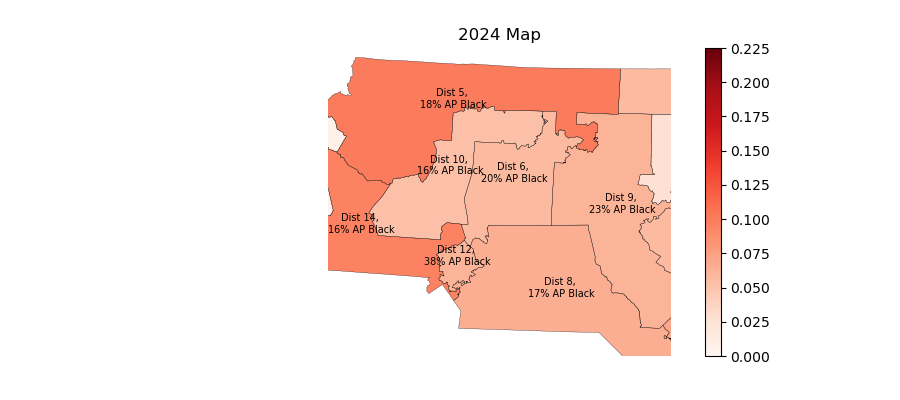 2024 Map
Dist 5,
18% AP Black
Dist 10,
16% AP Black
Dist 6,
20% AP Black
Dist 9,
23% AP Black
Dist 14,
16% AP Black
Dist 12,
38% AP Black
Dist 8,
17% AP Black
0.225
0.200
0.175
0.150
0.125
0.100
0.075
0.050
0.025
0.000